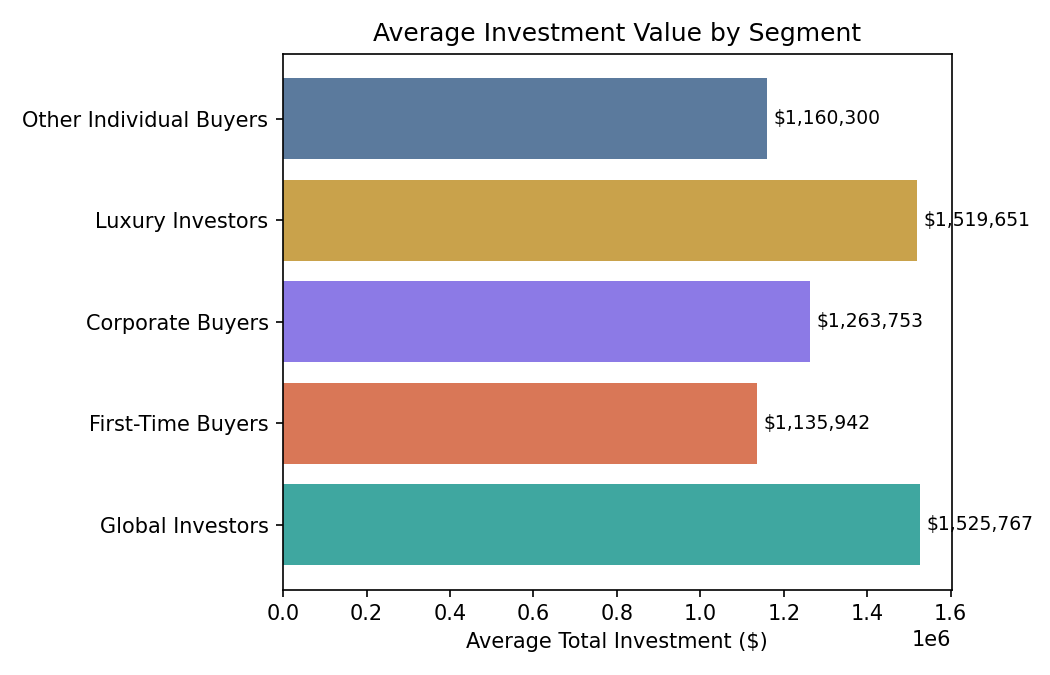 Average Investment Value by Segment
Other Individual Buyers
$1,160,300
Luxury Investors
$1,519,651
Corporate Buyers
$1,263,753
First-Time Buyers
$1,135,942
Global Investors
$1,525,767
0.0 0.2 0.4 0.6 0.8 1.0 1.2 1.4 1.6
1e6
Average Total Investment ($)